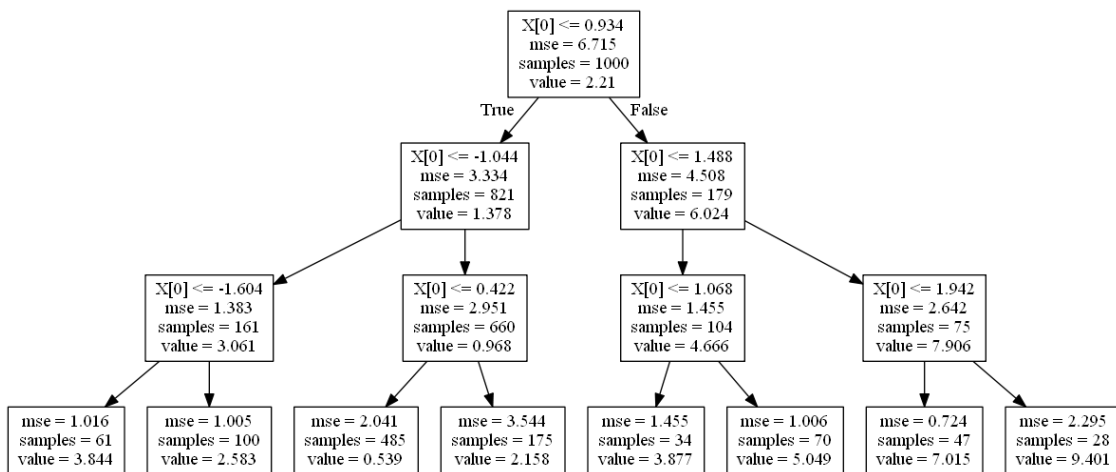 X[0] <= 0.934
mse = 6.715
samples = 1000
value = 2.21
True
False
X[0] <= -1.044
mse = 3.334
samples = 821
value = 1.378
X[0] <= 1.488
mse = 4.508
samples = 179
value = 6.024
X[0] <= -1.604
mse = 1.383
samples = 161
value = 3.061
X[0] <= 0.422
mse = 2.951
samples = 660
value = 0.968
X[0] <= 1.068
mse = 1.455
samples = 104
value = 4.666
X[0] <= 1.942
mse = 2.642
samples = 75
value = 7.906
mse = 1.016
samples = 61
value = 3.844
mse = 1.005
samples = 100
value = 2.583
mse = 2.041
samples = 485
value = 0.539
mse = 3.544
samples = 175
value = 2.158
mse = 1.455
samples = 34
value = 3.877
mse = 1.006
samples = 70
value = 5.049
mse = 0.724
samples = 47
value = 7.015
mse = 2.295
samples = 28
value = 9.401